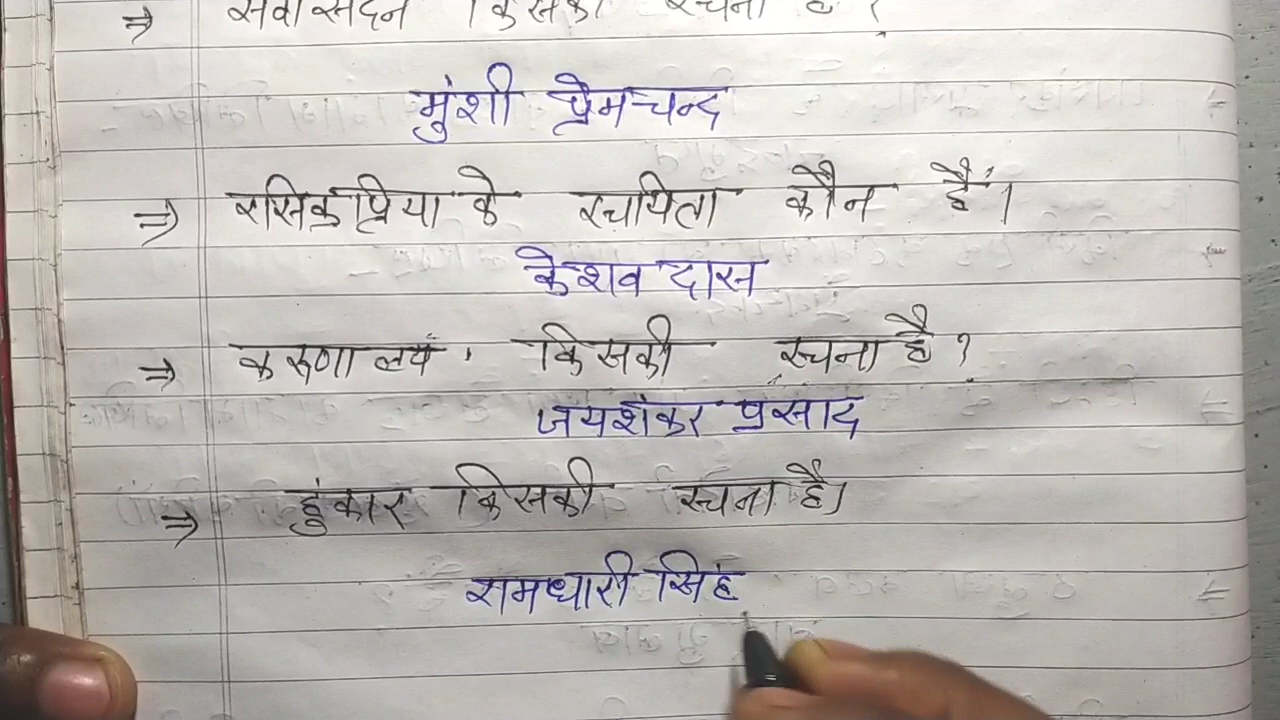 ⇒ सेवासदन किसकी रचना है ?
मुंशी प्रेमचन्द
⇒ रसिकप्रिया के रचयिता कौन हैं।
केशव दास
⇒ करुणालय किसकी रचना है ?
जयशंकर प्रसाद
⇒ हुंकार किसकी रचना है।
रामधारी सिंह